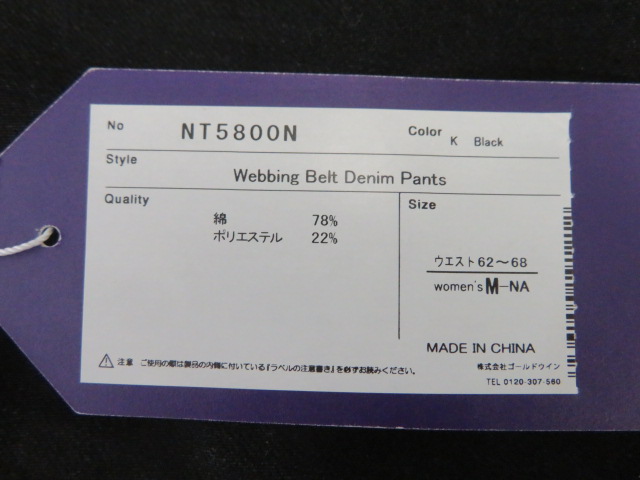 No NT5800N Color K Black
Style
Webbing Belt Denim Pants
Quality
綿 78%
ポリエステル 22%
Size
ウエスト62～68
women's M-NA
MADE IN CHINA
株式会社ゴールドウイン
TEL 0120-307-560
注意 ご使用の際は製品の内側に付いている『ラベルの注意書き』を必ずお読みください。